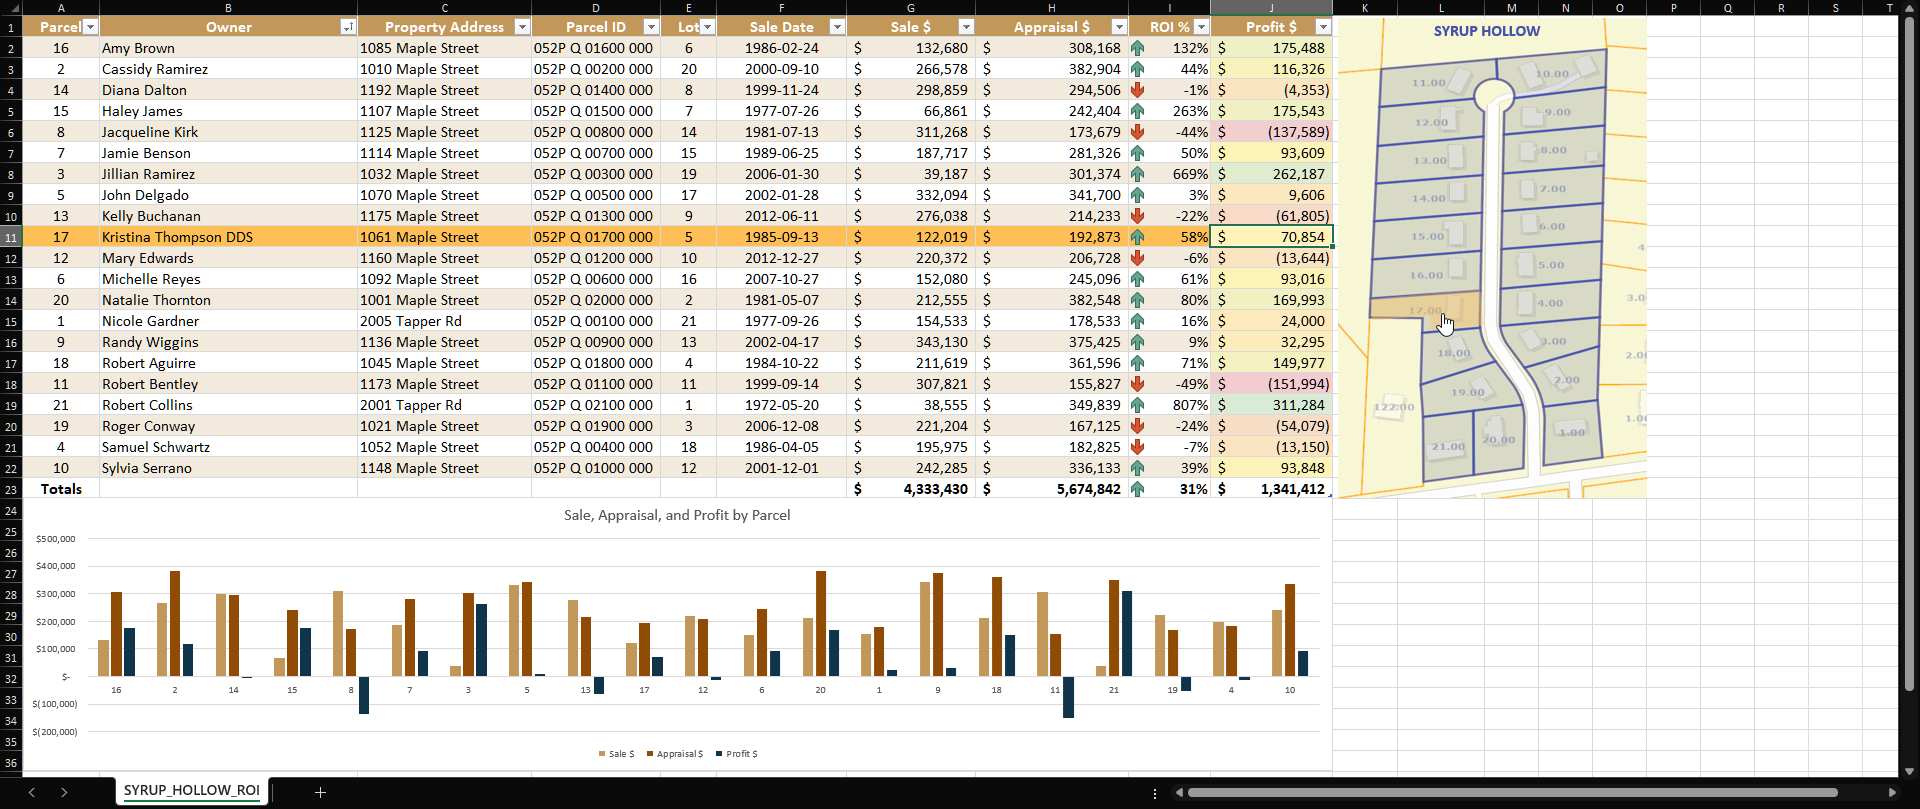 A B C D E F G H I J K L M N O P Q R S T
1 Parcel Owner Property Address Parcel ID Lot Sale Date Sale $ Appraisal $ ROI % Profit $
2 16 Amy Brown 1085 Maple Street 052P Q 01600 000 6 1986-02-24 $ 132,680 $ 308,168 132% $ 175,488
3 2 Cassidy Ramirez 1010 Maple Street 052P Q 00200 000 20 2000-09-10 $ 266,578 $ 382,904 44% $ 116,326
4 14 Diana Dalton 1192 Maple Street 052P Q 01400 000 8 1999-11-24 $ 298,859 $ 294,506 -1% $ (4,353)
5 15 Haley James 1107 Maple Street 052P Q 01500 000 7 1977-07-26 $ 66,861 $ 242,404 263% $ 175,543
6 8 Jacqueline Kirk 1125 Maple Street 052P Q 00800 000 14 1981-07-13 $ 311,268 $ 173,679 -44% $ (137,589)
7 7 Jamie Benson 1114 Maple Street 052P Q 00700 000 15 1989-06-25 $ 187,717 $ 281,326 50% $ 93,609
8 3 Jillian Ramirez 1032 Maple Street 052P Q 00300 000 19 2006-01-30 $ 39,187 $ 301,374 669% $ 262,187
9 5 John Delgado 1070 Maple Street 052P Q 00500 000 17 2002-01-28 $ 332,094 $ 341,700 3% $ 9,606
10 13 Kelly Buchanan 1175 Maple Street 052P Q 01300 000 9 2012-06-11 $ 276,038 $ 214,233 -22% $ (61,805)
11 17 Kristina Thompson DDS 1061 Maple Street 052P Q 01700 000 5 1985-09-13 $ 122,019 $ 192,873 58% $ 70,854
12 12 Mary Edwards 1160 Maple Street 052P Q 01200 000 10 2012-12-27 $ 220,372 $ 206,728 -6% $ (13,644)
13 6 Michelle Reyes 1092 Maple Street 052P Q 00600 000 16 2007-10-27 $ 152,080 $ 245,096 61% $ 93,016
14 20 Natalie Thornton 1001 Maple Street 052P Q 02000 000 2 1981-05-07 $ 212,555 $ 382,548 80% $ 169,993
15 1 Nicole Gardner 2005 Tapper Rd 052P Q 00100 000 21 1977-09-26 $ 154,533 $ 178,533 16% $ 24,000
16 9 Randy Wiggins 1136 Maple Street 052P Q 00900 000 13 2002-04-17 $ 343,130 $ 375,425 9% $ 32,295
17 18 Robert Aguirre 1045 Maple Street 052P Q 01800 000 4 1984-10-22 $ 211,619 $ 361,596 71% $ 149,977
18 11 Robert Bentley 1173 Maple Street 052P Q 01100 000 11 1999-09-14 $ 307,821 $ 155,827 -49% $ (151,994)
19 21 Robert Collins 2001 Tapper Rd 052P Q 02100 000 1 1972-05-20 $ 38,555 $ 349,839 807% $ 311,284
20 19 Roger Conway 1021 Maple Street 052P Q 01900 000 3 2006-12-08 $ 221,204 $ 167,125 -24% $ (54,079)
21 4 Samuel Schwartz 1052 Maple Street 052P Q 00400 000 18 1986-04-05 $ 195,975 $ 182,825 -7% $ (13,150)
22 10 Sylvia Serrano 1148 Maple Street 052P Q 01000 000 12 2001-12-01 $ 242,285 $ 336,133 39% $ 93,848
23 Totals $ 4,333,430 $ 5,674,842 31% $ 1,341,412
SYRUP HOLLOW
11.00 10.00
12.00 9.00
13.00 8.00
14.00 7.00
15.00 6.00
16.00 5.00
17.00 4.00
18.00 3.00
19.00 2.00
122.00
21.00 20.00 1.00
24
25
26
27
28
29
30
31
32
33
34
35
36
Sale, Appraisal, and Profit by Parcel
$500,000
$400,000
$300,000
$200,000
$100,000
$-
$(100,000)
$(200,000)
16 2 14 15 8 7 3 5 13 17 12 6 20 1 9 18 11 21 19 4 10
Sale $ Appraisal $ Profit $
SYRUP_HOLLOW_ROI